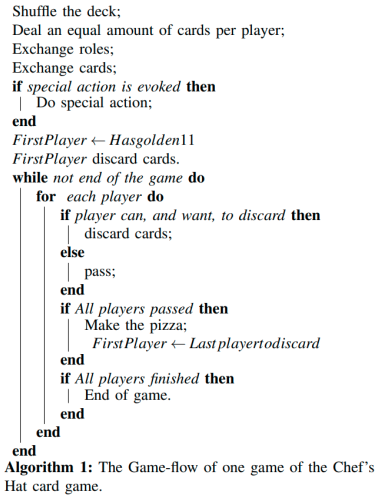 Shuffle the deck;
Deal an equal amount of cards per player;
Exchange roles;
Exchange cards;
if special action is evoked then
Do special action;
end
FirstPlayer ← Hasgolden11
FirstPlayer discard cards.
while not end of the game do
for each player do
if player can, and want, to discard then
discard cards;
else
pass;
end
if All players passed then
Make the pizza;
FirstPlayer ← Lastplayertodiscard
end
if All players finished then
End of game.
end
end
end
Algorithm 1: The Game-flow of one game of the Chef's
Hat card game.